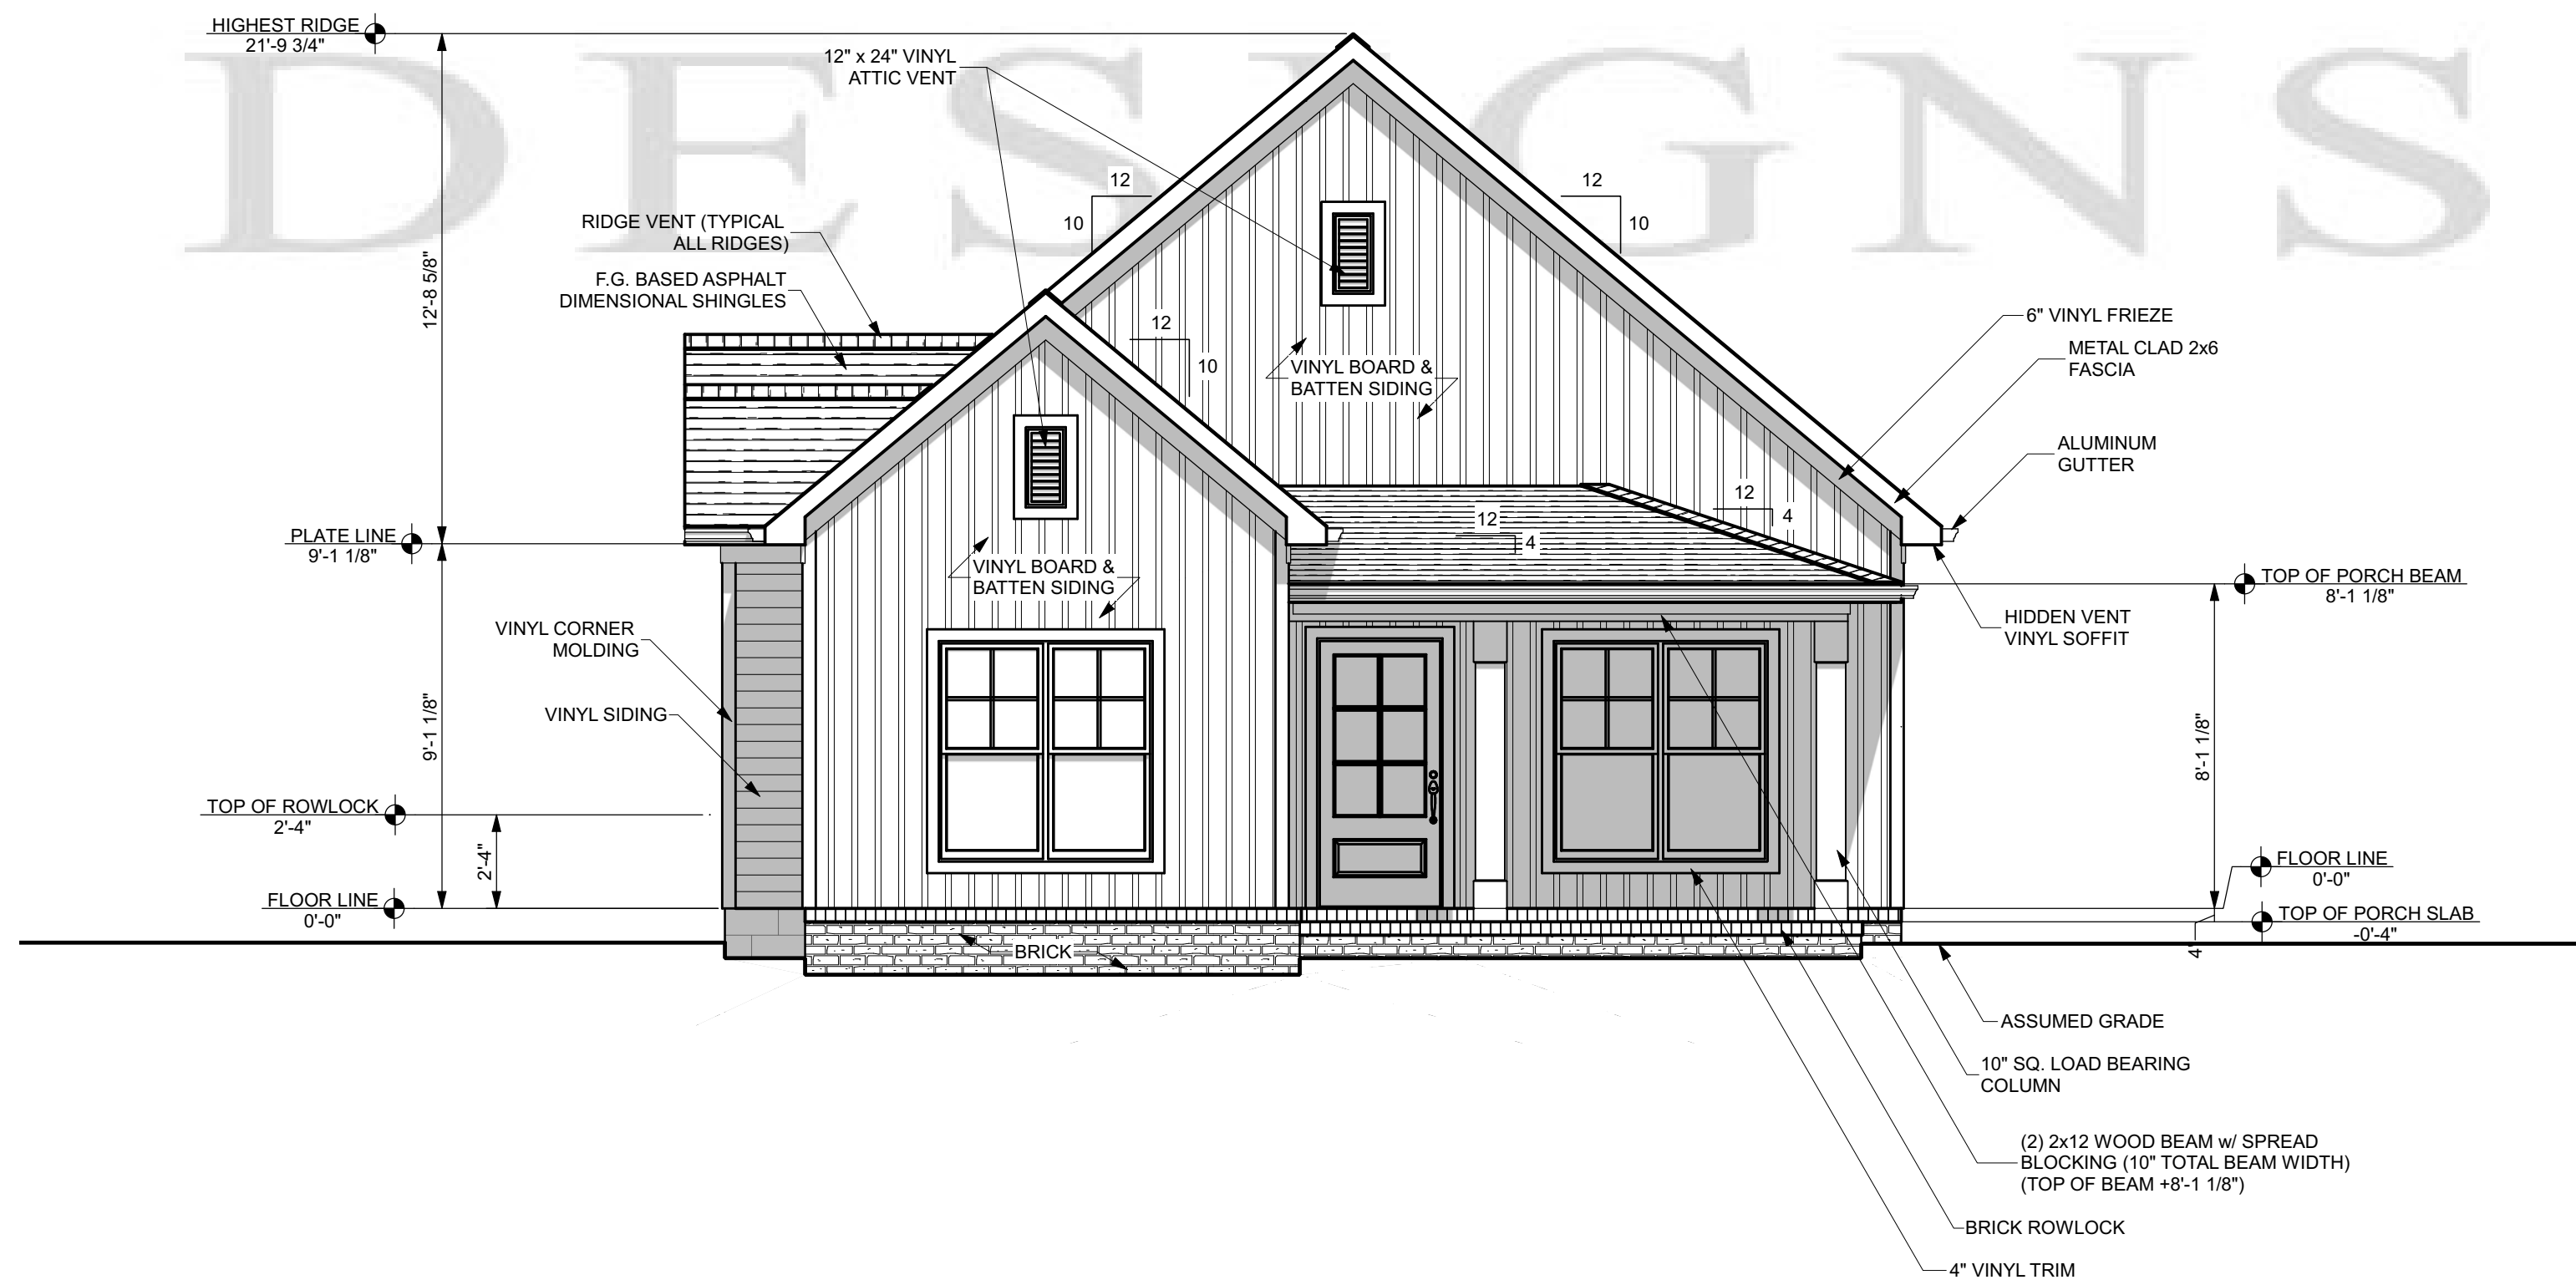 DESIGNS
HIGHEST RIDGE
21'-9 3/4"
12" x 24" VINYL
ATTIC VENT
12
10
12
10
RIDGE VENT (TYPICAL
ALL RIDGES)
F.G. BASED ASPHALT
DIMENSIONAL SHINGLES
12'-8 5/8"
12
10
VINYL BOARD &
BATTEN SIDING
6" VINYL FRIEZE
METAL CLAD 2x6
FASCIA
ALUMINUM
GUTTER
12
4
12
4
PLATE LINE
9'-1 1/8"
VINYL BOARD &
BATTEN SIDING
TOP OF PORCH BEAM
8'-1 1/8"
HIDDEN VENT
VINYL SOFFIT
VINYL CORNER
MOLDING
VINYL SIDING
9'-1 1/8"
8'-1 1/8"
TOP OF ROWLOCK
2'-4"
2'-4"
FLOOR LINE
0'-0"
FLOOR LINE
0'-0"
TOP OF PORCH SLAB
-0'-4"
4"
BRICK
ASSUMED GRADE
10" SQ. LOAD BEARING
COLUMN
(2) 2x12 WOOD BEAM w/ SPREAD
BLOCKING (10" TOTAL BEAM WIDTH)
(TOP OF BEAM +8'-1 1/8")
BRICK ROWLOCK
4" VINYL TRIM